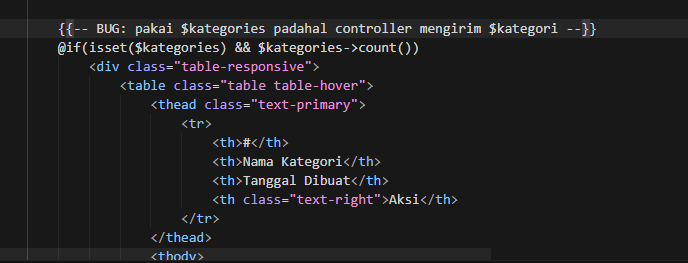 {{-- BUG: pakai $kategories padahal controller mengirim $kategori --}}
@if(isset($kategories) && $kategories->count())
<div class="table-responsive">
<table class="table table-hover">
<thead class="text-primary">
<tr>
<th>#</th>
<th>Nama Kategori</th>
<th>Tanggal Dibuat</th>
<th class="text-right">Aksi</th>
</tr>
</thead>
<tbody>